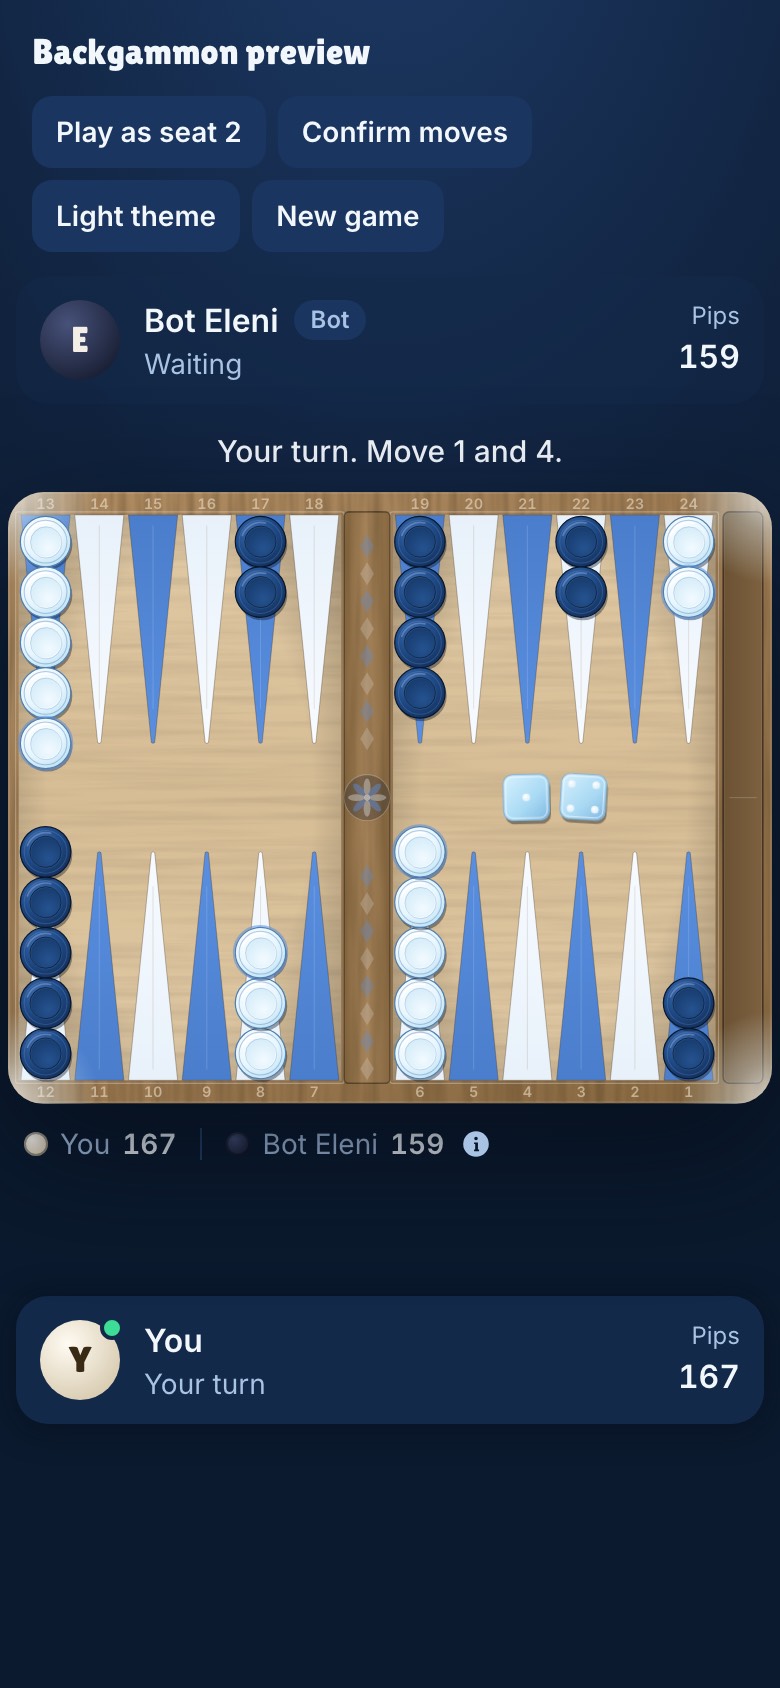 Backgammon preview
Play as seat 2
Confirm moves
Light theme
New game
E
Bot Eleni
Bot
Waiting
Pips
159
Your turn. Move 1 and 4.
13 14 15 16 17 18 19 20 21 22 23 24
12 11 10 9 8 7 6 5 4 3 2 1
You 167
Bot Eleni 159
i
Y
You
Your turn
Pips
167